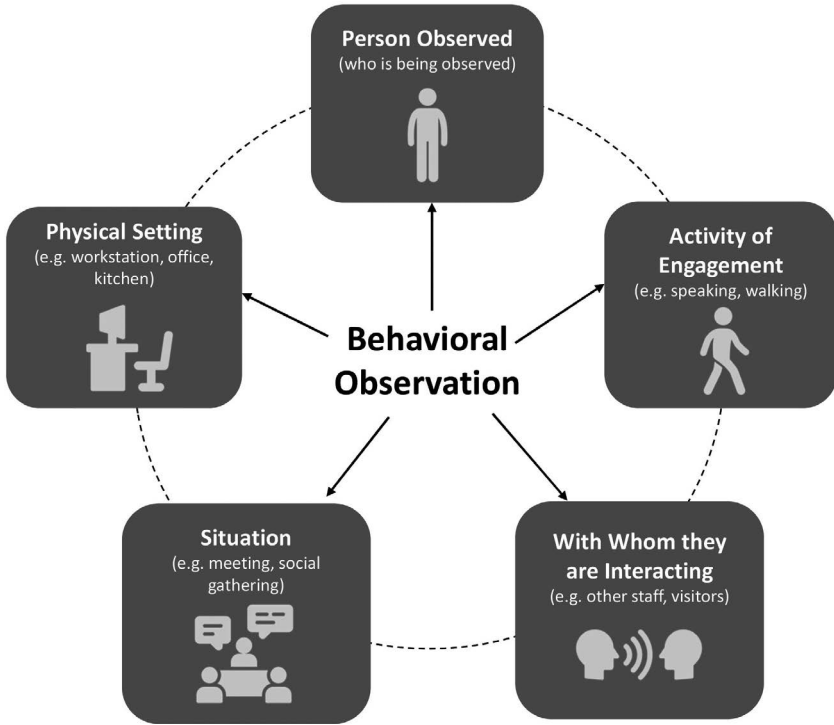 Person Observed
(who is being observed)
Physical Setting
(e.g. workstation, office,
kitchen)
Activity of
Engagement
(e.g. speaking, walking)
Behavioral
Observation
Situation
(e.g. meeting, social
gathering)
With Whom they
are Interacting
(e.g. other staff, visitors)